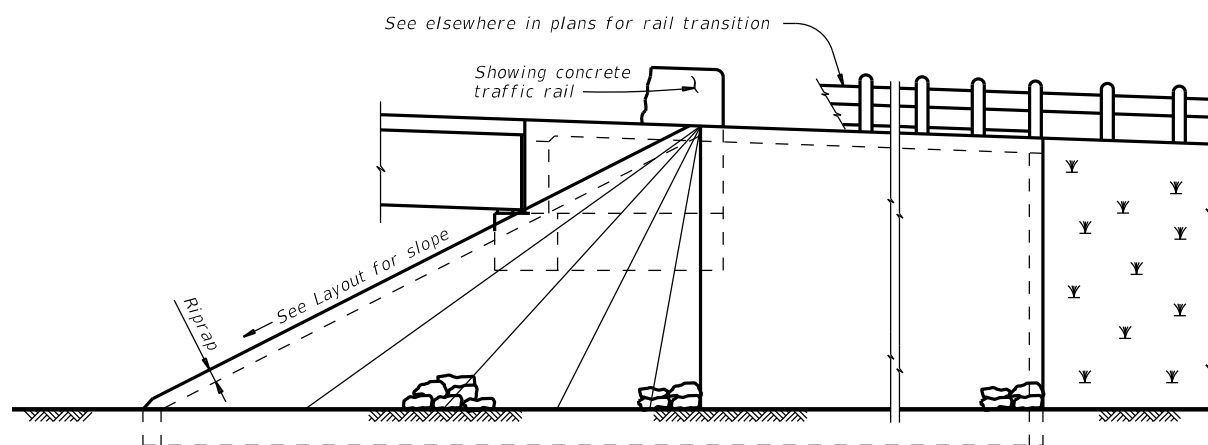 See elsewhere in plans for rail transition
Showing concrete
traffic rail
See Layout for slope
Riprap